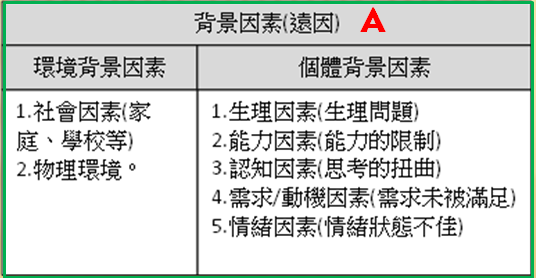 背景因素(遠因) A
環境背景因素
個體背景因素
1.社會因素(家
庭、學校等)
2.物理環境。
1.生理因素(生理問題)
2.能力因素(能力的限制)
3.認知因素(思考的扭曲)
4.需求/動機因素(需求未被滿足)
5.情緒因素(情緒狀態不佳)